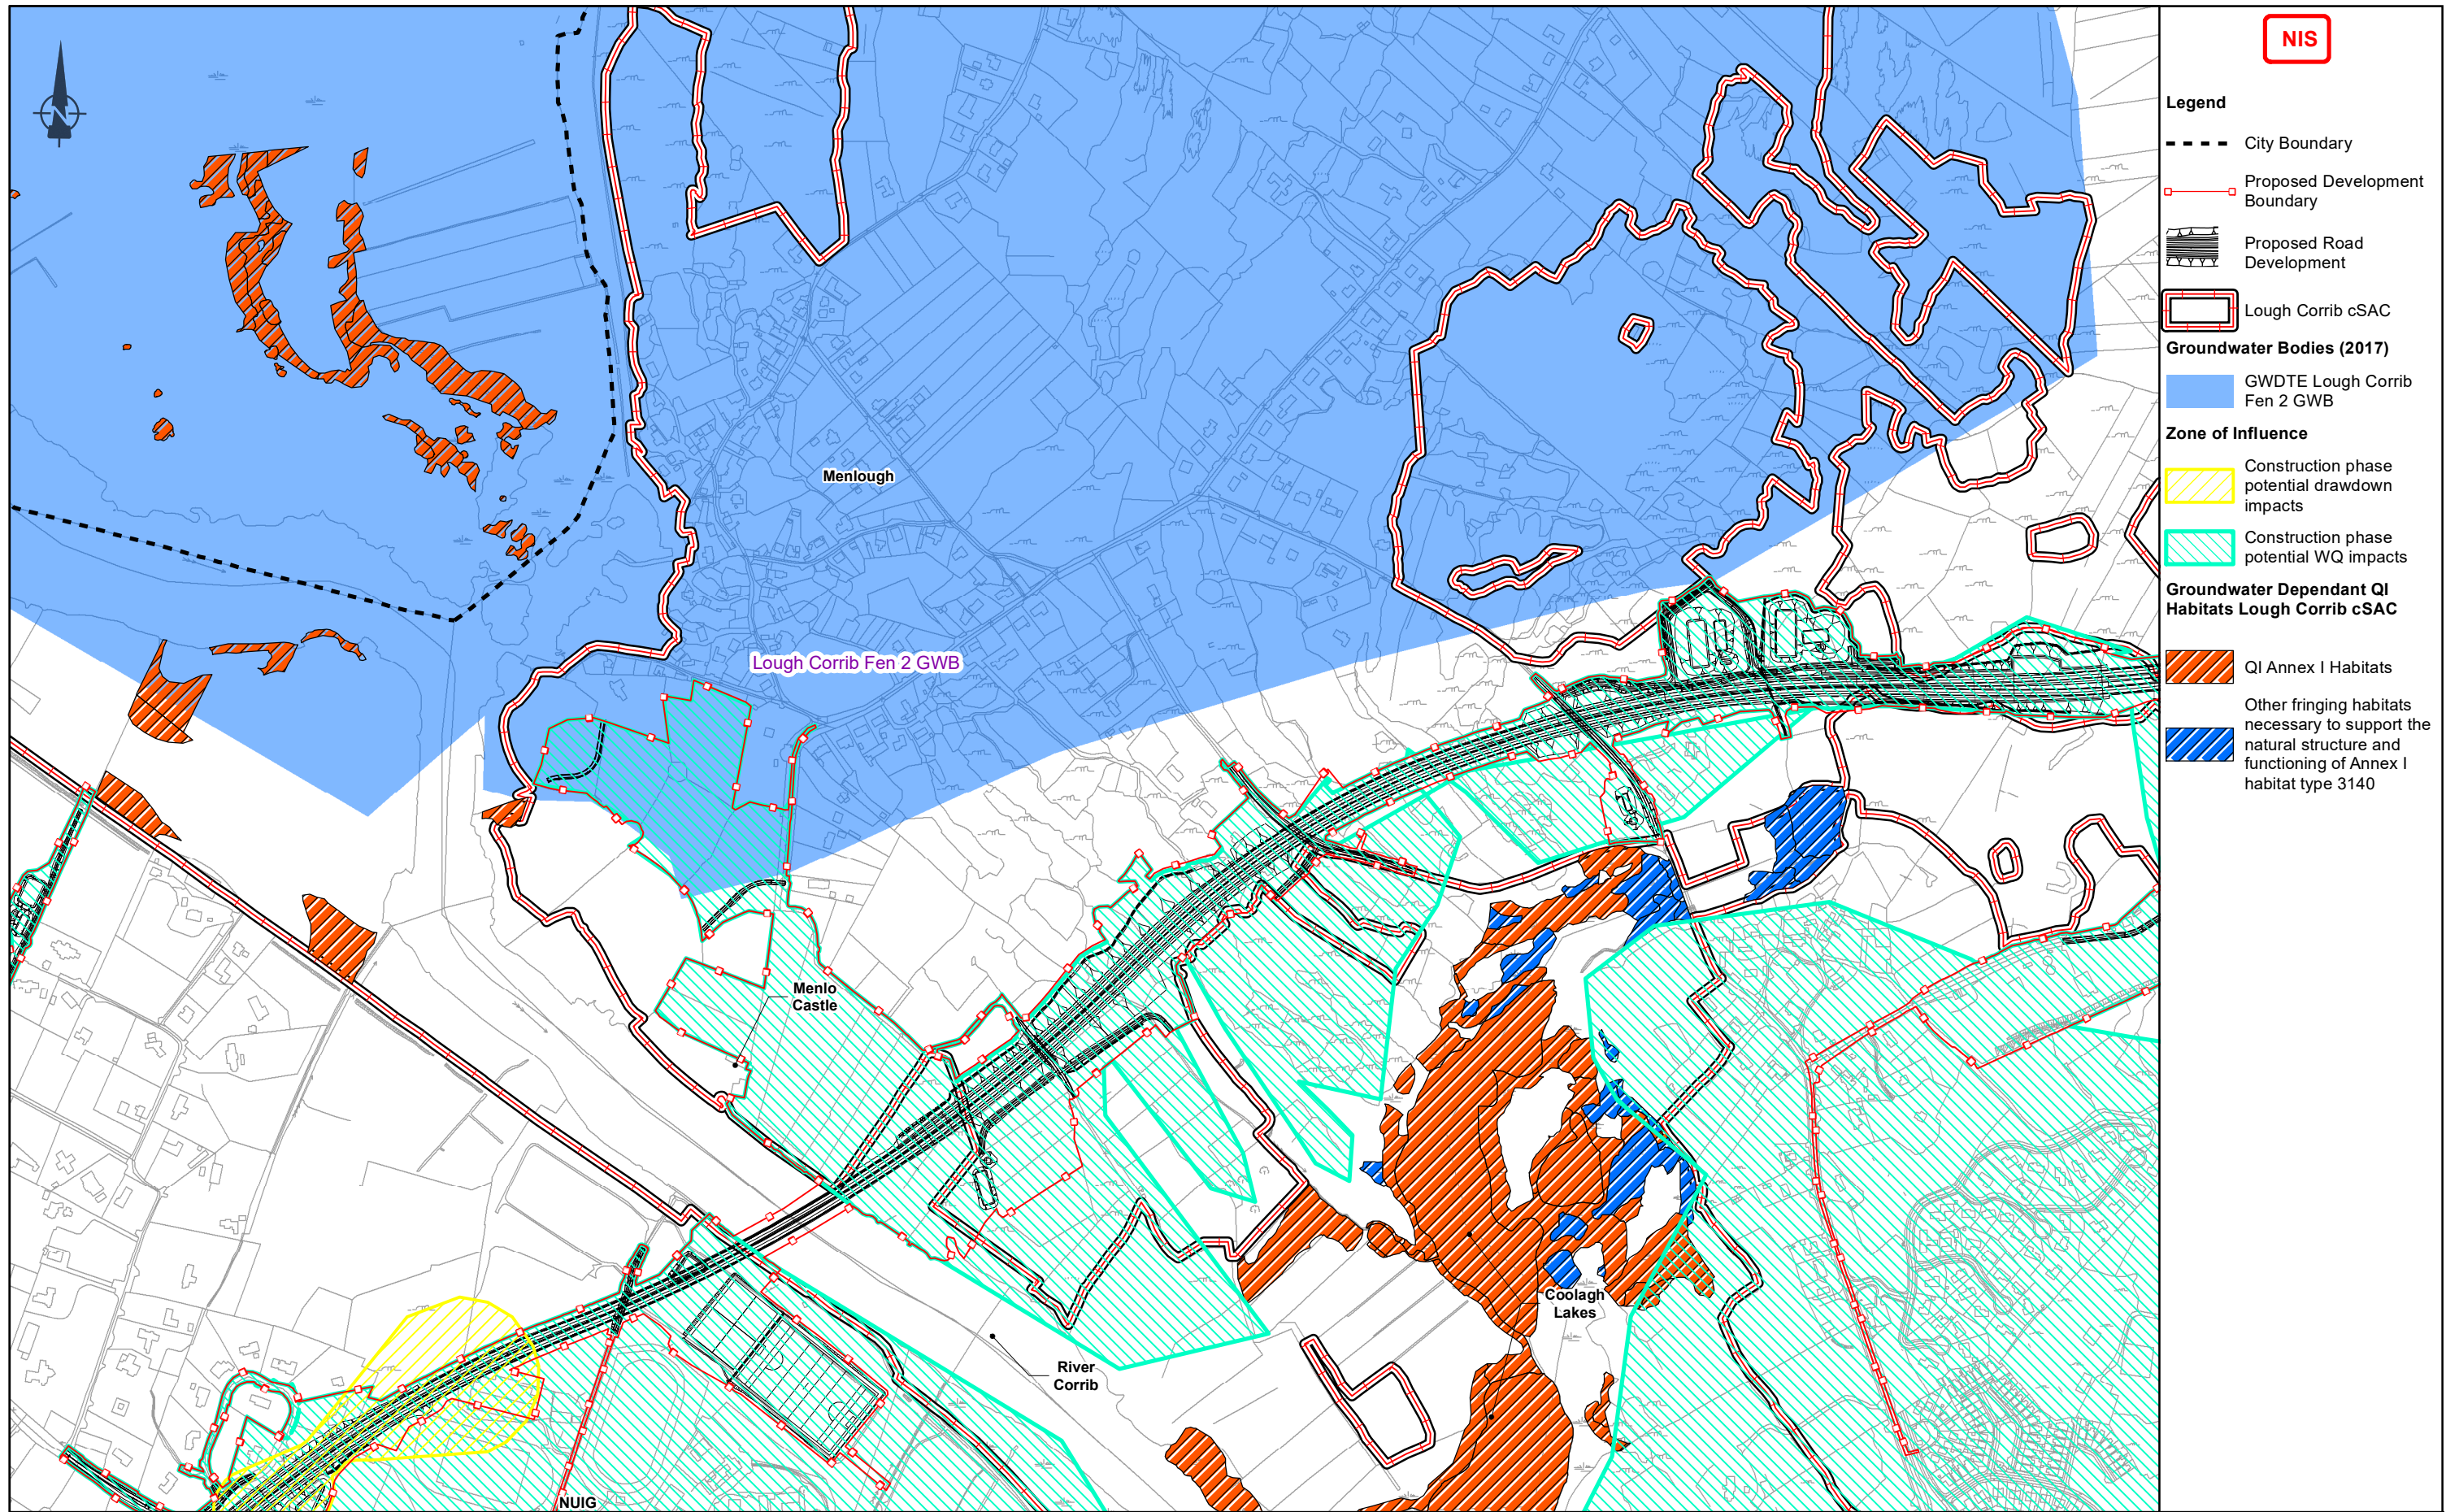 NIS
Legend
City Boundary
Proposed Development
Boundary
Proposed Road
Development
Lough Corrib cSAC
Groundwater Bodies (2017)
GWDTE Lough Corrib
Fen 2 GWB
Zone of Influence
Construction phase
potential drawdown
impacts
Construction phase
potential WQ impacts
Groundwater Dependant QI
Habitats Lough Corrib cSAC
QI Annex I Habitats
Other fringing habitats
necessary to support the
natural structure and
functioning of Annex I
habitat type 3140
N
Menlough
Lough Corrib Fen 2 GWB
Menlo
Castle
Coolagh
Lakes
River
Corrib
NUIG